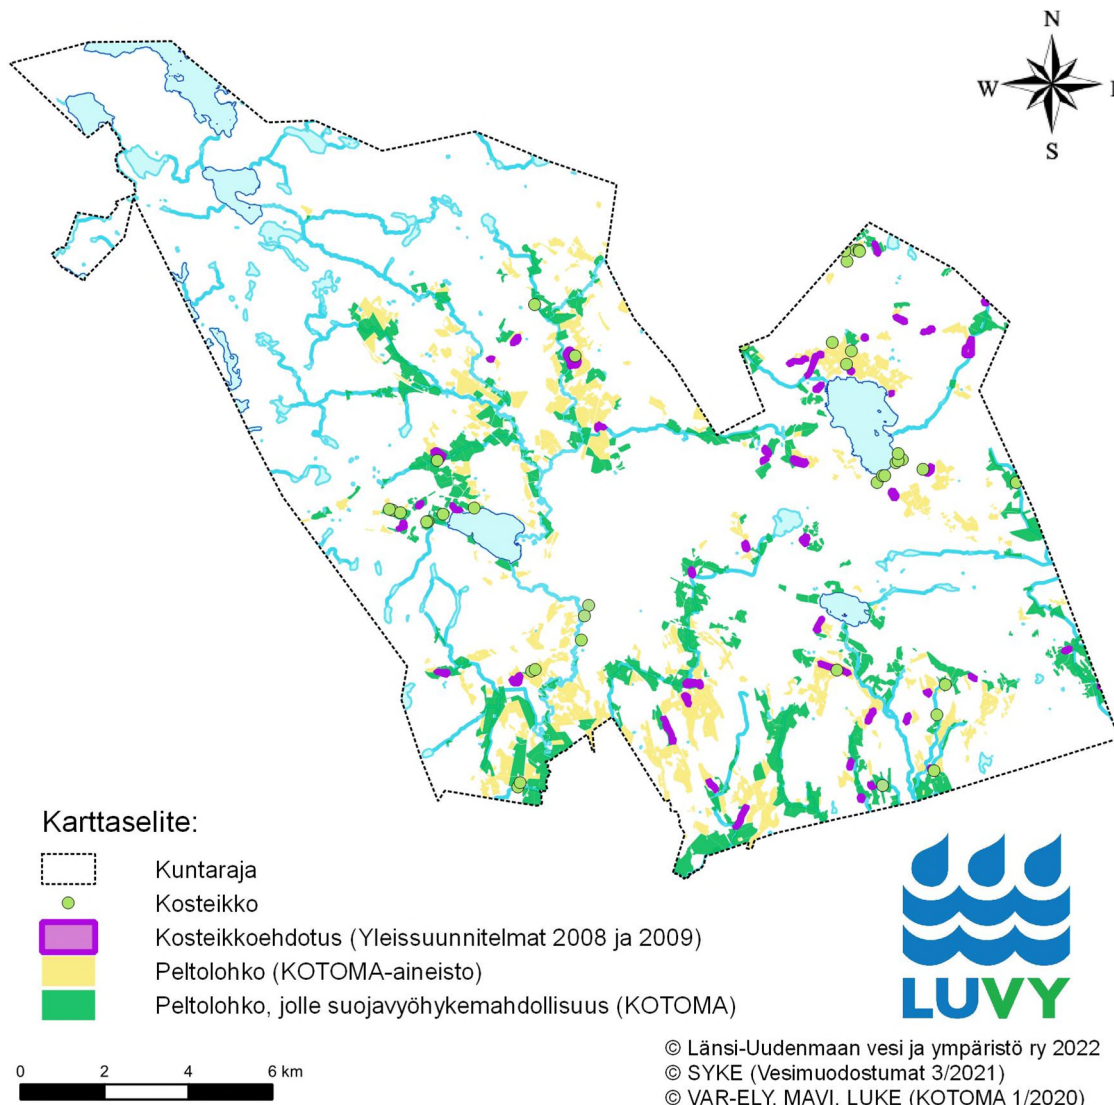 N
W
S
Karttaselite:
Kuntaraja
Kosteikko
Kosteikkoehdotus (Yleissuunnitelmat 2008 ja 2009)
Peltolohko (KOTOMA-aineisto)
Peltolohko, jolle suojavyöhykemahdollisuus (KOTOMA)
0 2 4 6 km
LUVY
© Länsi-Uudenmaan vesi ja ympäristö ry 2022
© SYKE (Vesimuodostumat 3/2021)
© VAR-ELY, MAVI, LUKE (KOTOMA 1/2020)